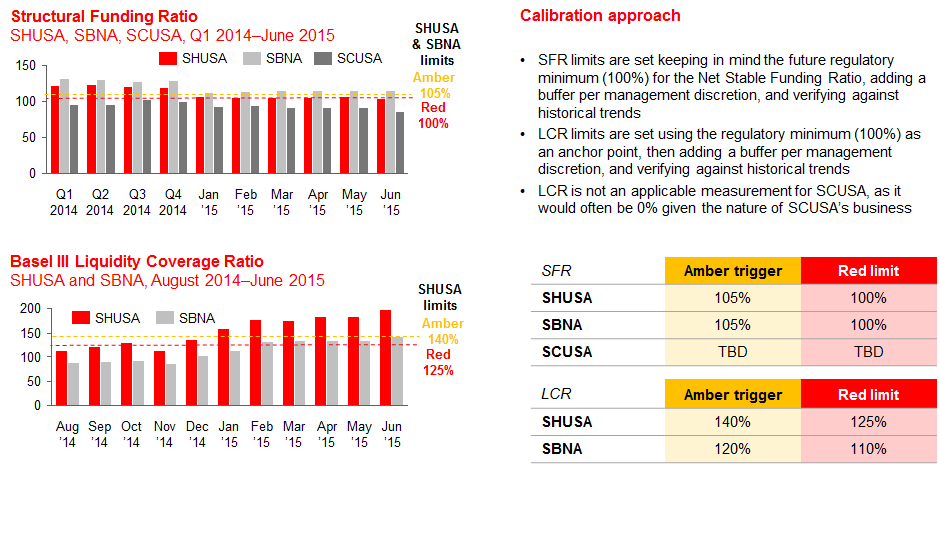 Structural Funding Ratio
SHUSA, SBNA, SCUSA, Q1 2014–June 2015
SHUSA
& SBNA
limits
Amber
105%
Red
100%
SHUSA
SBNA
SCUSA
150
100
50
0
Q1 2014
Q2 2014
Q3 2014
Q4 2014
Jan ’15
Feb ’15
Mar ’15
Apr ’15
May ’15
Jun ’15
Basel III Liquidity Coverage Ratio
SHUSA and SBNA, August 2014–June 2015
SHUSA
limits
Amber
140%
Red
125%
SHUSA
SBNA
200
150
100
50
0
Aug ’14
Sep ’14
Oct ’14
Nov ’14
Dec ’14
Jan ’15
Feb ’15
Mar ’15
Apr ’15
May ’15
Jun ’15
Calibration approach
• SFR limits are set keeping in mind the future regulatory
minimum (100%) for the Net Stable Funding Ratio, adding a
buffer per management discretion, and verifying against
historical trends
• LCR limits are set using the regulatory minimum (100%) as
an anchor point, then adding a buffer per management
discretion, and verifying against historical trends
• LCR is not an applicable measurement for SCUSA, as it
would often be 0% given the nature of SCUSA’s business
SFR Amber trigger Red limit
SHUSA 105% 100%
SBNA 105% 100%
SCUSA TBD TBD
LCR Amber trigger Red limit
SHUSA 140% 125%
SBNA 120% 110%